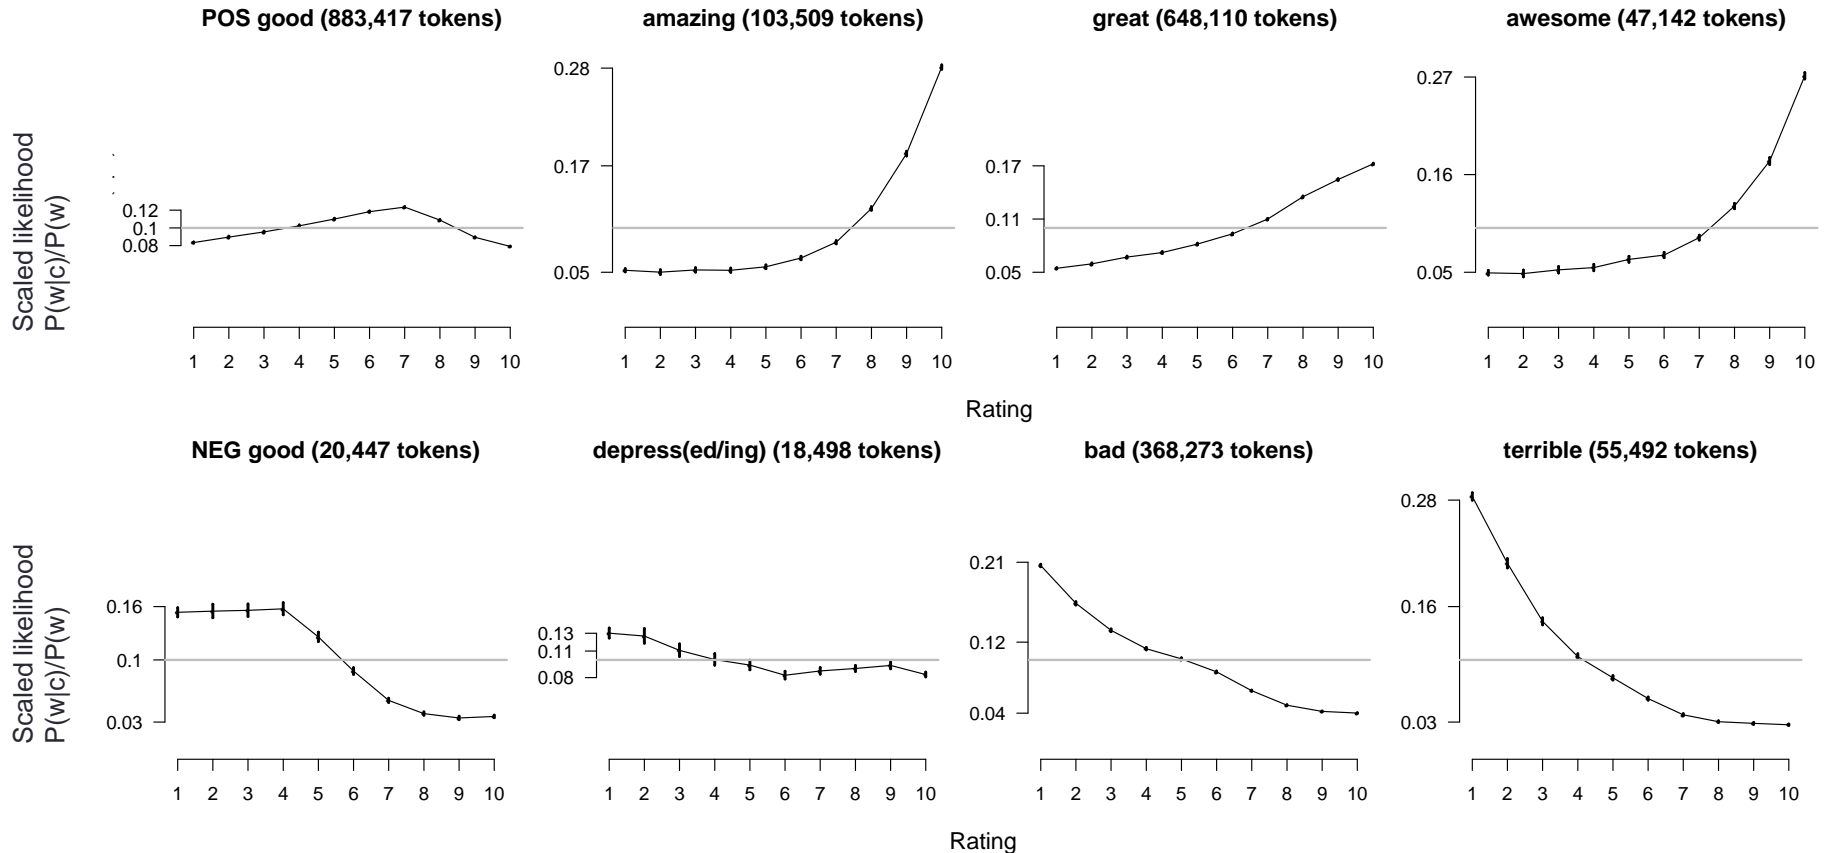 POS good (883,417 tokens)
amazing (103,509 tokens)
great (648,110 tokens)
awesome (47,142 tokens)
Scaled likelihood
P(w|c)/P(w)
0.12
0.1
0.08
1 2 3 4 5 6 7 8 9 10
0.28
0.17
0.05
1 2 3 4 5 6 7 8 9 10
0.17
0.11
0.05
1 2 3 4 5 6 7 8 9 10
0.27
0.16
0.05
1 2 3 4 5 6 7 8 9 10
Rating
NEG good (20,447 tokens)
depress(ed/ing) (18,498 tokens)
bad (368,273 tokens)
terrible (55,492 tokens)
Scaled likelihood
P(w|c)/P(w)
0.16
0.1
0.03
1 2 3 4 5 6 7 8 9 10
0.13
0.11
0.08
1 2 3 4 5 6 7 8 9 10
0.21
0.12
0.04
1 2 3 4 5 6 7 8 9 10
0.28
0.16
0.03
1 2 3 4 5 6 7 8 9 10
Rating